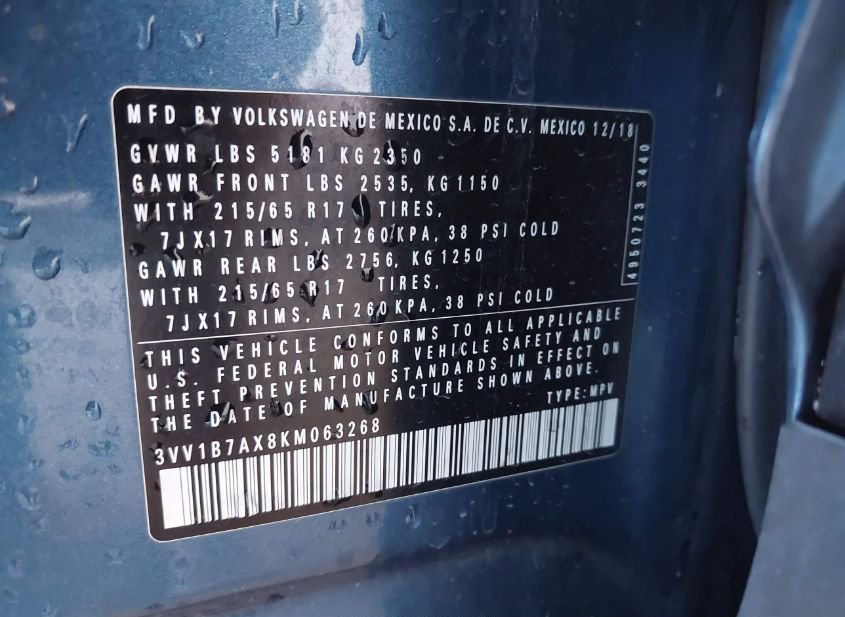 MFD BY VOLKSWAGEN DE MEXICO S.A. DE C.V. MEXICO 12/18
GVWR LBS 5181 KG 2350
GAWR FRONT LBS 2535, KG 1150
WITH 215/65 R17 TIRES,
7JX17 RIMS, AT 260 KPA, 38 PSI COLD
GAWR REAR LBS 2756, KG 1250
WITH 215/65 R17 TIRES,
7JX17 RIMS, AT 260 KPA, 38 PSI COLD
4950723 3440
THIS VEHICLE CONFORMS TO ALL APPLICABLE
U.S. FEDERAL MOTOR VEHICLE SAFETY AND
THEFT PREVENTION STANDARDS IN EFFECT ON
THE DATE OF MANUFACTURE SHOWN ABOVE.
TYPE: MPV
3VV1B7AX8KM063268